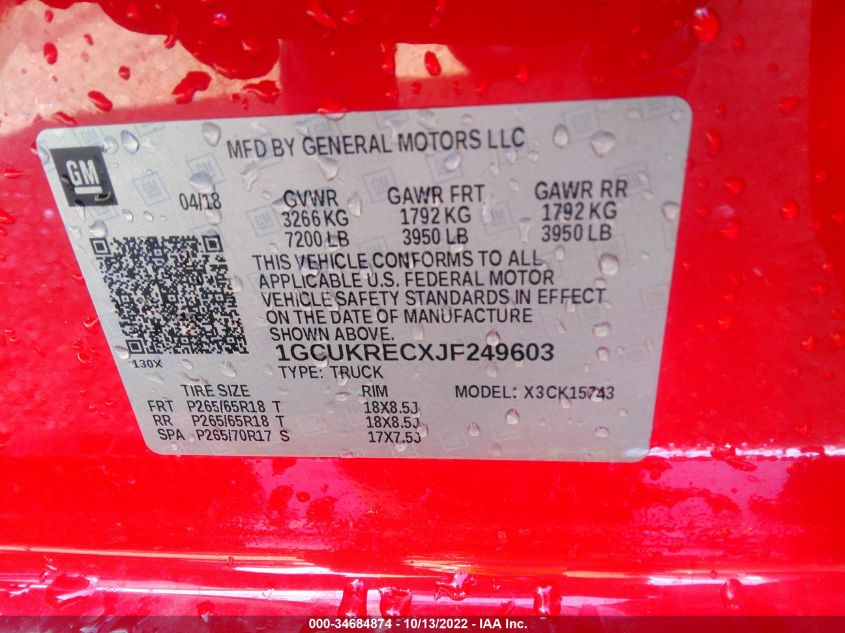 GM
MFD BY GENERAL MOTORS LLC
04/18 GVWR GAWR FRT GAWR RR
3266 KG 1792 KG 1792 KG
7200 LB 3950 LB 3950 LB
THIS VEHICLE CONFORMS TO ALL
APPLICABLE U.S. FEDERAL MOTOR
VEHICLE SAFETY STANDARDS IN EFFECT
ON THE DATE OF MANUFACTURE
SHOWN ABOVE.
1GCUKRECXJF249603
130X
TYPE: TRUCK
TIRE SIZE RIM MODEL: X3CK15743
FRT P265/65R18 T 18X8.5J
RR P265/65R18 T 18X8.5J
SPA P265/70R17 S 17X7.5J
000-34684874 - 10/13/2022 - IAA Inc.